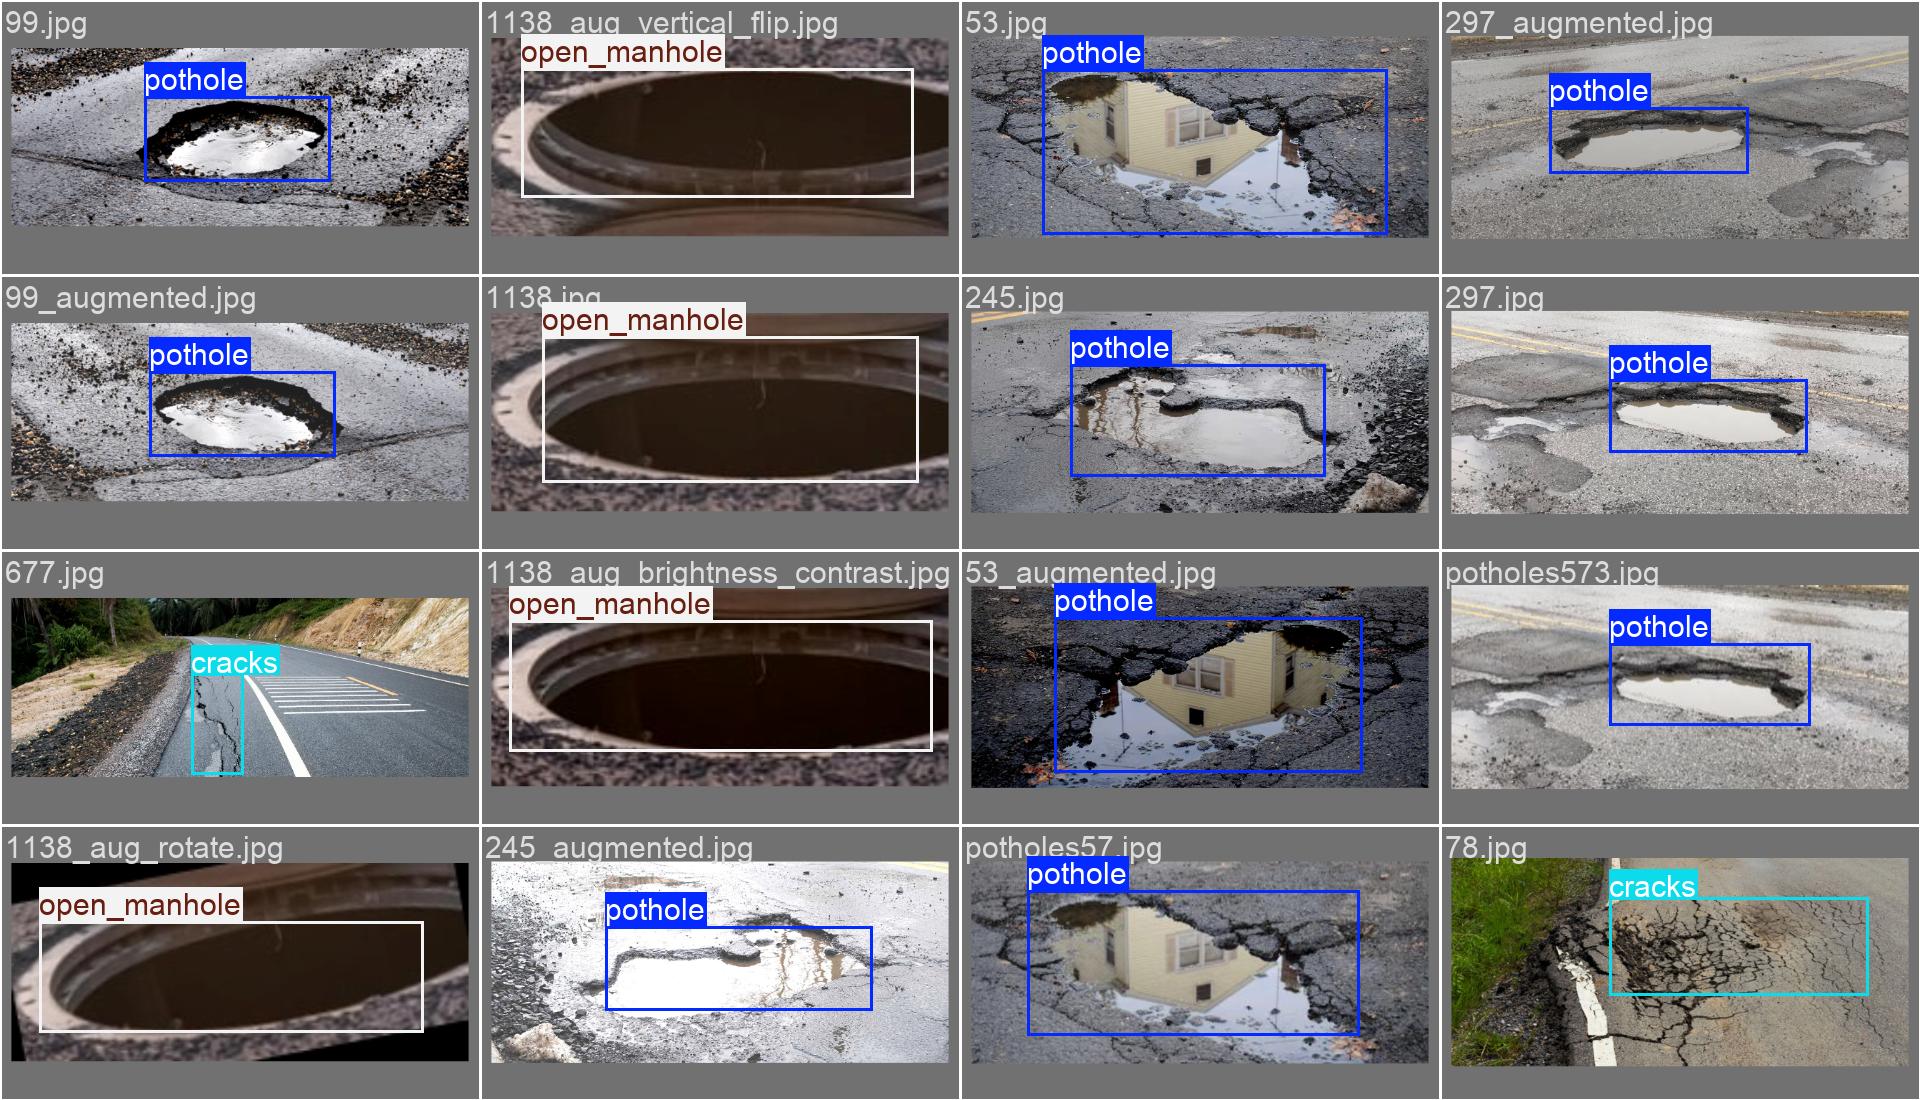 99.jpg
pothole
1138_aug_vertical_flip.jpg
open_manhole
53.jpg
pothole
297_augmented.jpg
pothole
99_augmented.jpg
pothole
1138.jpg
open_manhole
245.jpg
pothole
297.jpg
pothole
677.jpg
cracks
1138_aug_brightness_contrast.jpg
open_manhole
53_augmented.jpg
pothole
potholes573.jpg
pothole
1138_aug_rotate.jpg
open_manhole
245_augmented.jpg
pothole
potholes57.jpg
pothole
78.jpg
cracks